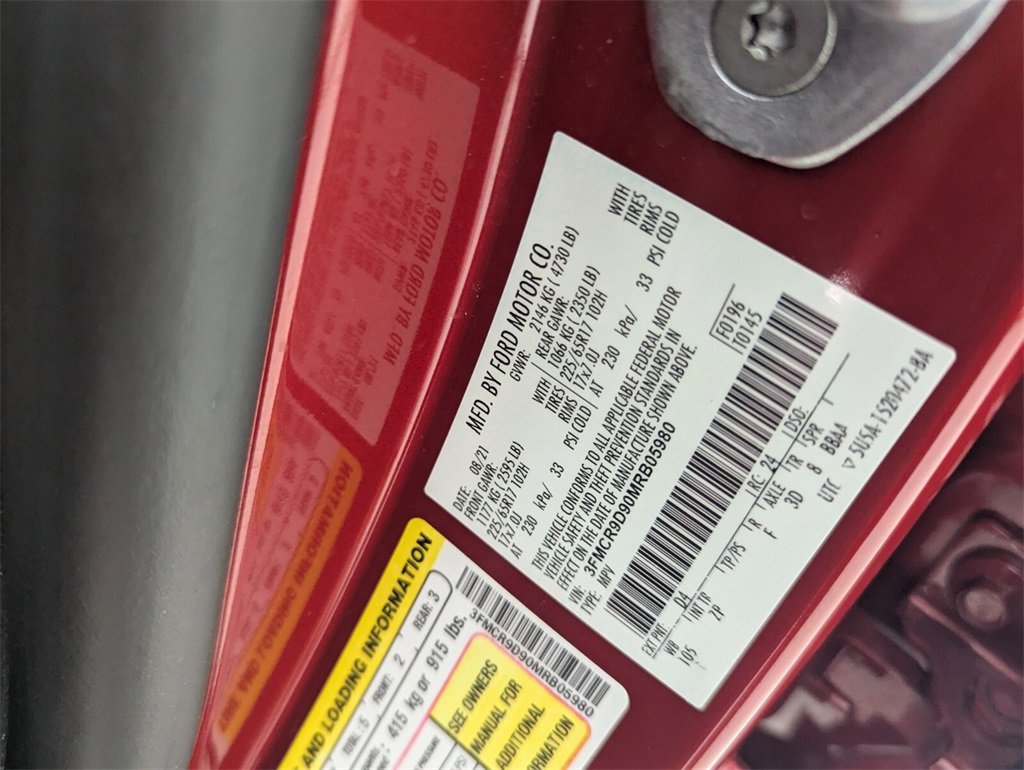 MFD. BY FORD MOTOR CO.
DATE: 08/21 GVWR: 2146 KG ( 4730 LB)
FRONT GAWR: REAR GAWR:
1177 KG ( 2595 LB) WITH 1066 KG ( 2350 LB) WITH
225/65R17 102H TIRES 225/65R17 102H TIRES
17x7.0J RIMS 17x7.0J RIMS
AT 230 kPa/ 33 PSI COLD AT 230 kPa/ 33 PSI COLD
THIS VEHICLE CONFORMS TO ALL APPLICABLE FEDERAL MOTOR
VEHICLE SAFETY AND THEFT PREVENTION STANDARDS IN
EFFECT ON THE DATE OF MANUFACTURE SHOWN ABOVE.
VIN: 3FMCR9D90MRB05980
TYPE: MPV
F0196
T0145
EXT PNT: D4 RC: 24 DSO:
WB INT TR TP/PS R AXLE TR SPR
105 ZP F 3D 8 BBAA
UTC ▽ 5U5A-1520472-BA
AND LOADING INFORMATION
TOTAL: 5 FRONT: 2 REAR: 3
415 kg or 915 lbs.
3FMCR9D90MRB05980
SEE OWNERS
MANUAL FOR
ADDITIONAL